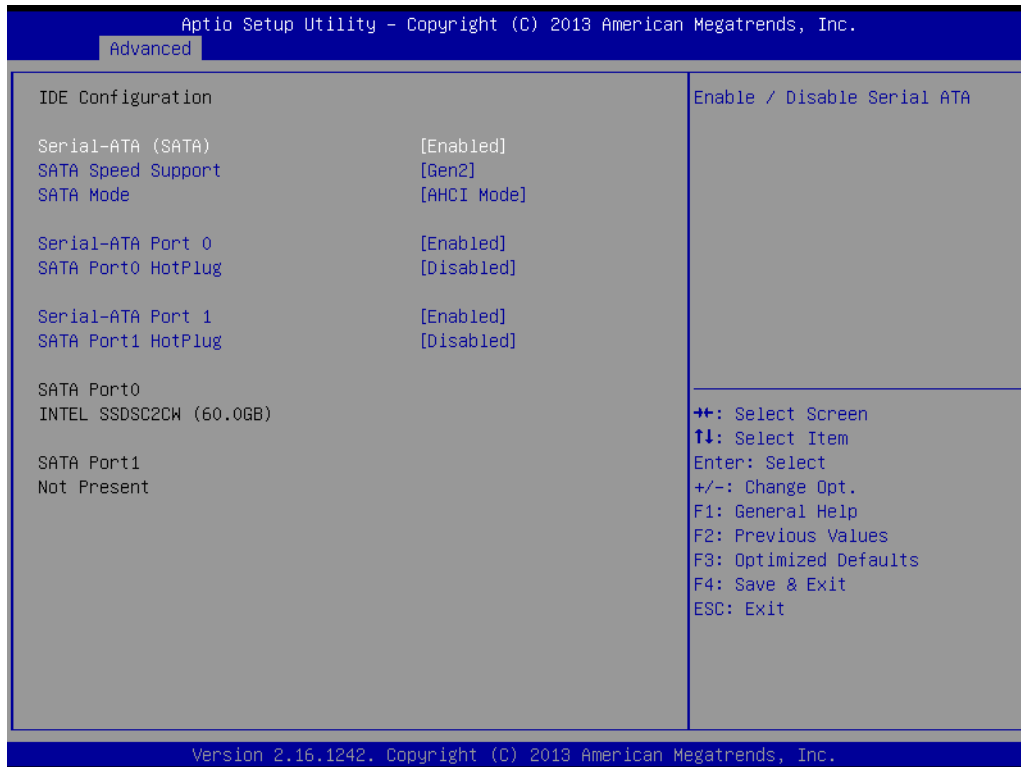 Aptio Setup Utility – Copyright (C) 2013 American Megatrends, Inc.
Advanced
IDE Configuration
Serial-ATA (SATA) [Enabled]
SATA Speed Support [Gen2]
SATA Mode [AHCI Mode]
Serial-ATA Port 0 [Enabled]
SATA Port0 HotPlug [Disabled]
Serial-ATA Port 1 [Enabled]
SATA Port1 HotPlug [Disabled]
SATA Port0
INTEL SSDSC2CW (60.0GB)
SATA Port1
Not Present
Enable / Disable Serial ATA
→←: Select Screen
↑↓: Select Item
Enter: Select
+/-: Change Opt.
F1: General Help
F2: Previous Values
F3: Optimized Defaults
F4: Save & Exit
ESC: Exit
Version 2.16.1242. Copyright (C) 2013 American Megatrends, Inc.